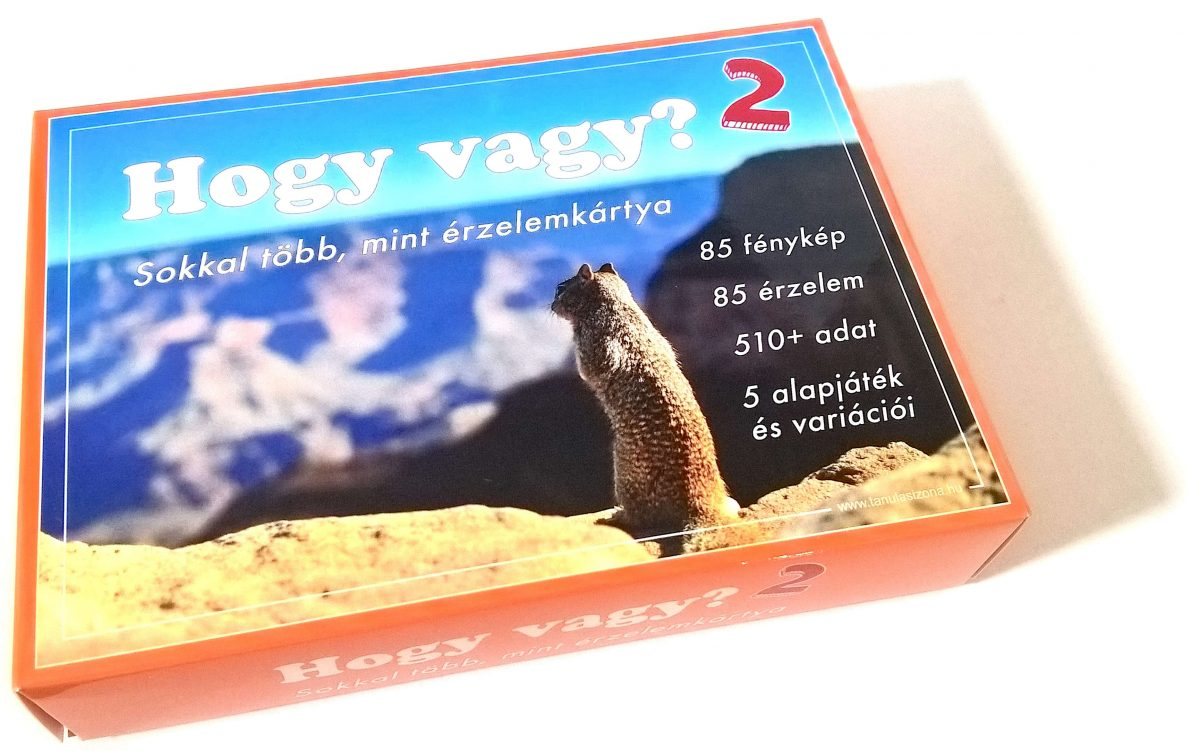 Hogy vagy? 2
Sokkal több, mint érzelemkártya
85 fénykép
85 érzelem
510+ adat
5 alapjáték
és variációi
www.tanulasizona.hu
Hogy vagy? 2
Sokkal több, mint érzelemkártya